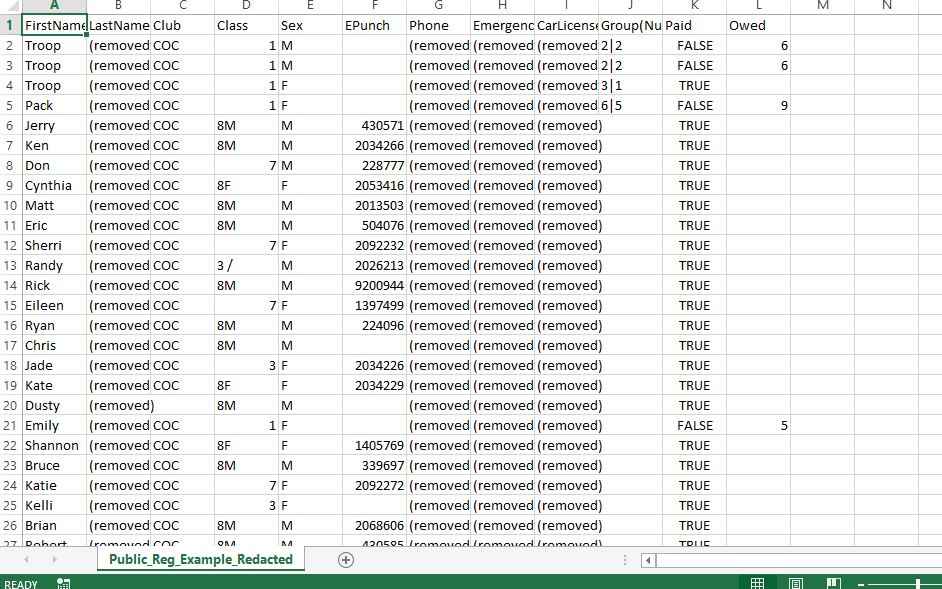 A B C D E F G H I J K L M N
1 FirstName LastName Club Class Sex EPunch Phone Emergenc CarLicense Group(Nu Paid Owed
2 Troop (removed COC 1 M (removed (removed (removed 2|2 FALSE 6
3 Troop (removed COC 1 M (removed (removed (removed 2|2 FALSE 6
4 Troop (removed COC 1 F (removed (removed (removed 3|1 TRUE
5 Pack (removed COC 1 F (removed (removed (removed 6|5 FALSE 9
6 Jerry (removed COC 8M M 430571 (removed (removed (removed) TRUE
7 Ken (removed COC 8M M 2034266 (removed (removed (removed) TRUE
8 Don (removed COC 7 M 228777 (removed (removed (removed) TRUE
9 Cynthia (removed COC 8F F 2053416 (removed (removed (removed) TRUE
10 Matt (removed COC 8M M 2013503 (removed (removed (removed) TRUE
11 Eric (removed COC 8M M 504076 (removed (removed (removed) TRUE
12 Sherri (removed COC 7 F 2092232 (removed (removed (removed) TRUE
13 Randy (removed COC 3 / M 2026213 (removed (removed (removed) TRUE
14 Rick (removed COC 8M M 9200944 (removed (removed (removed) TRUE
15 Eileen (removed COC 7 F 1397499 (removed (removed (removed) TRUE
16 Ryan (removed COC 8M M 224096 (removed (removed (removed) TRUE
17 Chris (removed COC 8M M (removed (removed (removed) TRUE
18 Jade (removed COC 3 F 2034226 (removed (removed (removed) TRUE
19 Kate (removed COC 8F F 2034229 (removed (removed (removed) TRUE
20 Dusty (removed) 8M M (removed (removed (removed) TRUE
21 Emily (removed COC 1 F (removed (removed (removed) FALSE 5
22 Shannon (removed COC 8F F 1405769 (removed (removed (removed) TRUE
23 Bruce (removed COC 8M M 339697 (removed (removed (removed) TRUE
24 Katie (removed COC 7 F 2092272 (removed (removed (removed) TRUE
25 Kelli (removed COC 3 F (removed (removed (removed) TRUE
26 Brian (removed COC 8M M 2068606 (removed (removed (removed) TRUE
27 Robert (removed COC 8M M 430585 (removed (removed (removed) TRUE
Public_Reg_Example_Redacted
READY